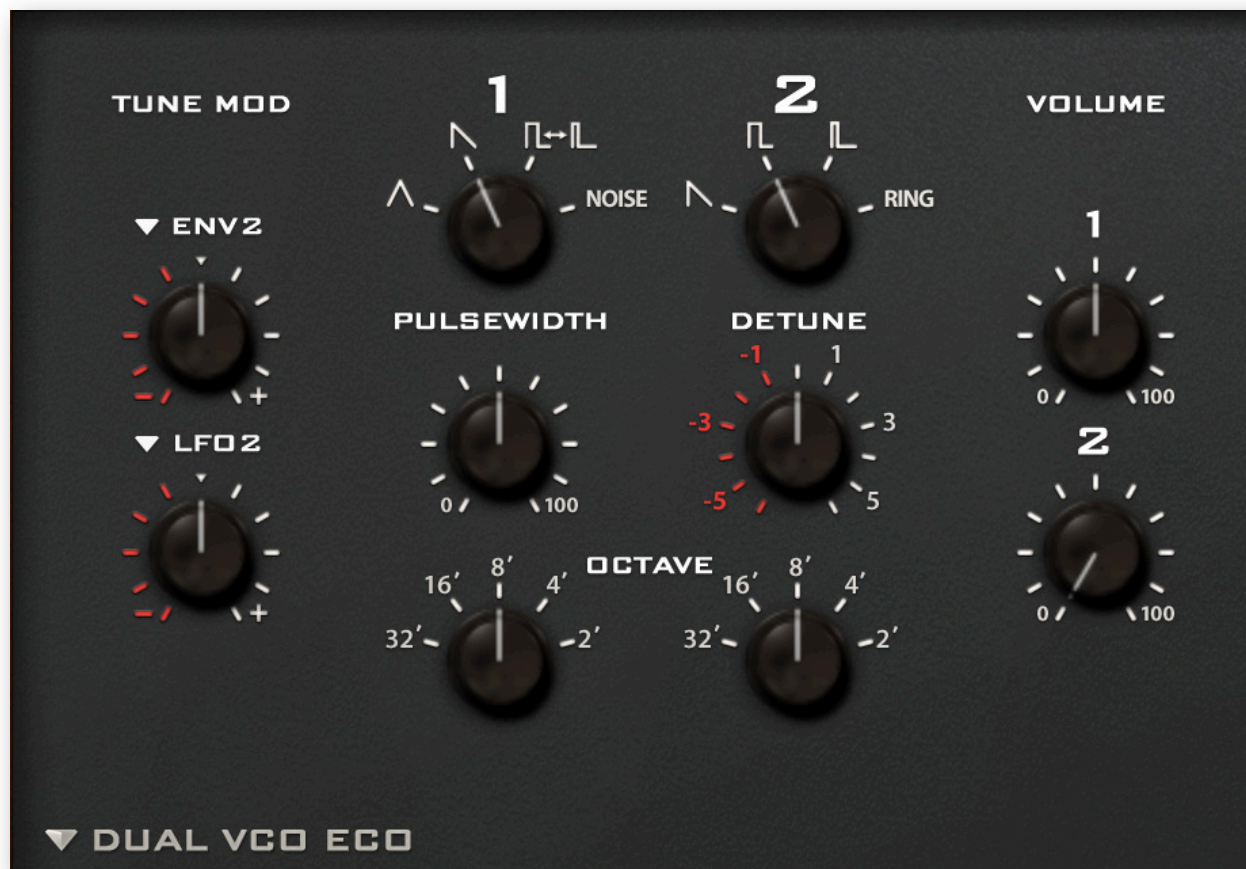 TUNE MOD
1
2
VOLUME
NOISE
RING
ENV2
1
PULSEWIDTH
DETUNE
-1
1
-3
3
-5
5
- +
0 100
0 100
LFO2
2
OCTAVE
32′ 16′ 8′ 4′ 2′
32′ 16′ 8′ 4′ 2′
- +
0 100
DUAL VCO ECO